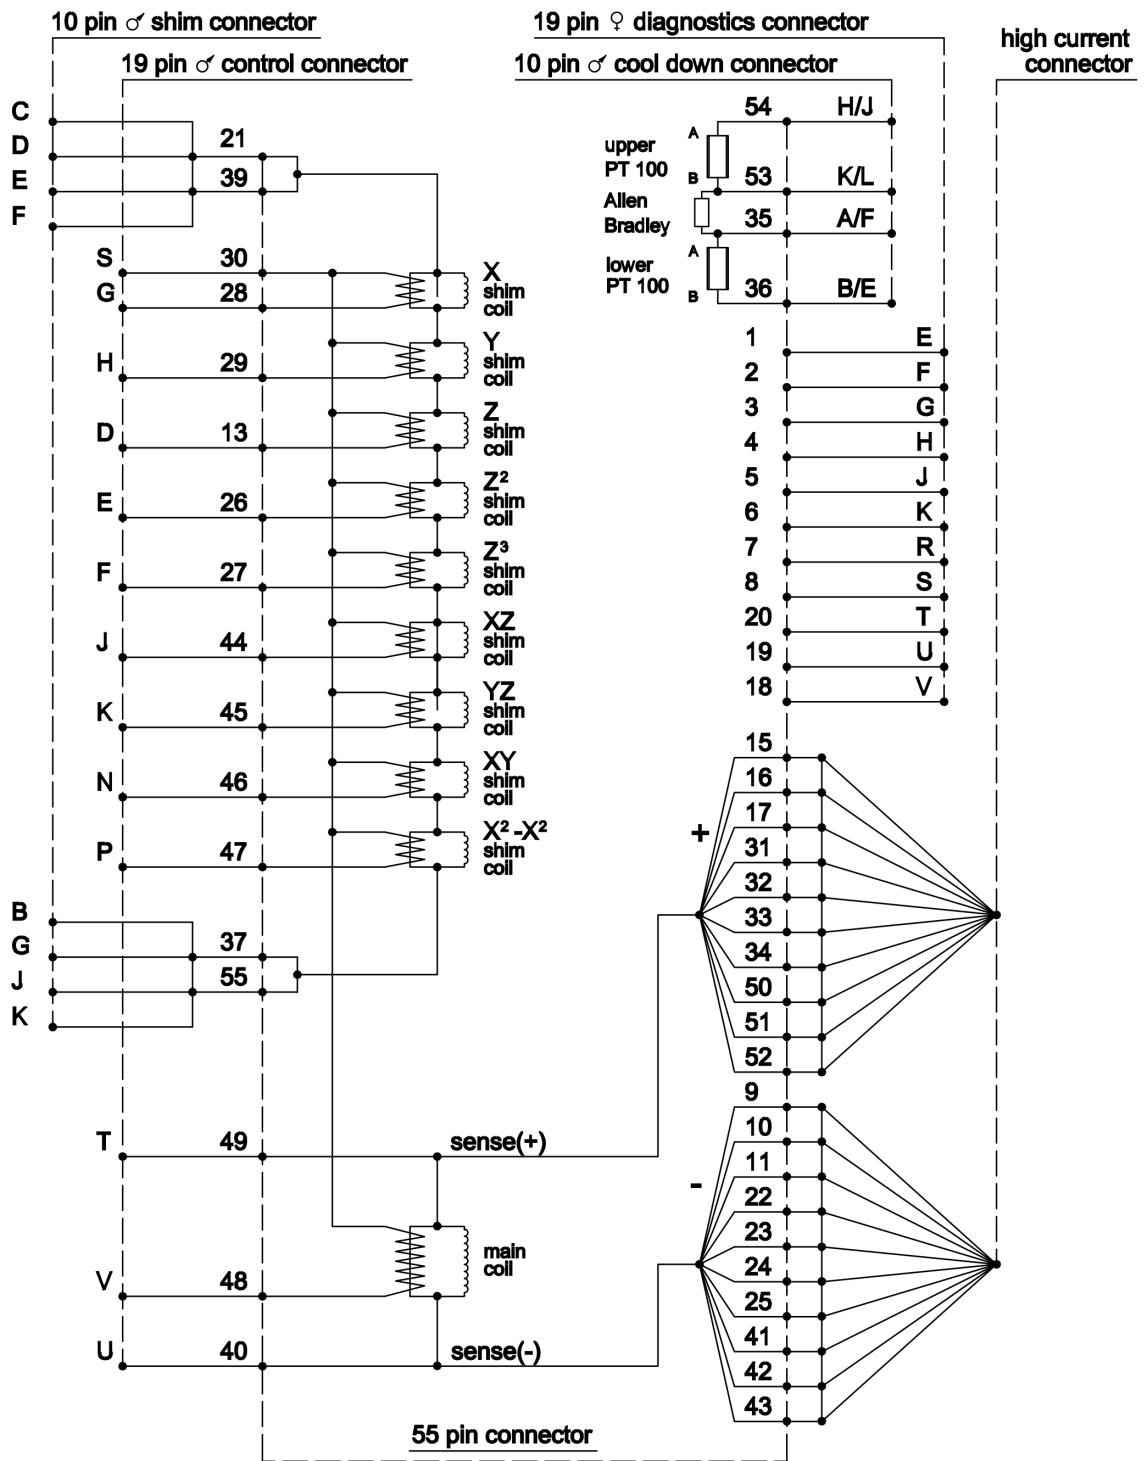 10 pin ♂ shim connector
19 pin ♀ diagnostics connector
high current
connector
19 pin ♂ control connector
10 pin ♂ cool down connector
C
D 21
E 39
F
S 30
G 28
X
shim
coil
H 29
Y
shim
coil
D 13
Z
shim
coil
E 26
Z²
shim
coil
F 27
Z³
shim
coil
J 44
XZ
shim
coil
K 45
YZ
shim
coil
N 46
XY
shim
coil
P 47
X²-X²
shim
coil
B
G 37
J 55
K
T 49 sense(+)
V 48
main
coil
U 40 sense(-)
54 H/J
upper
PT 100
A
B
53 K/L
Allen
Bradley
35 A/F
lower
PT 100
A
B
36 B/E
1 E
2 F
3 G
4 H
5 J
6 K
7 R
8 S
20 T
19 U
18 V
+
15
16
17
31
32
33
34
50
51
52
-
9
10
11
22
23
24
25
41
42
43
55 pin connector